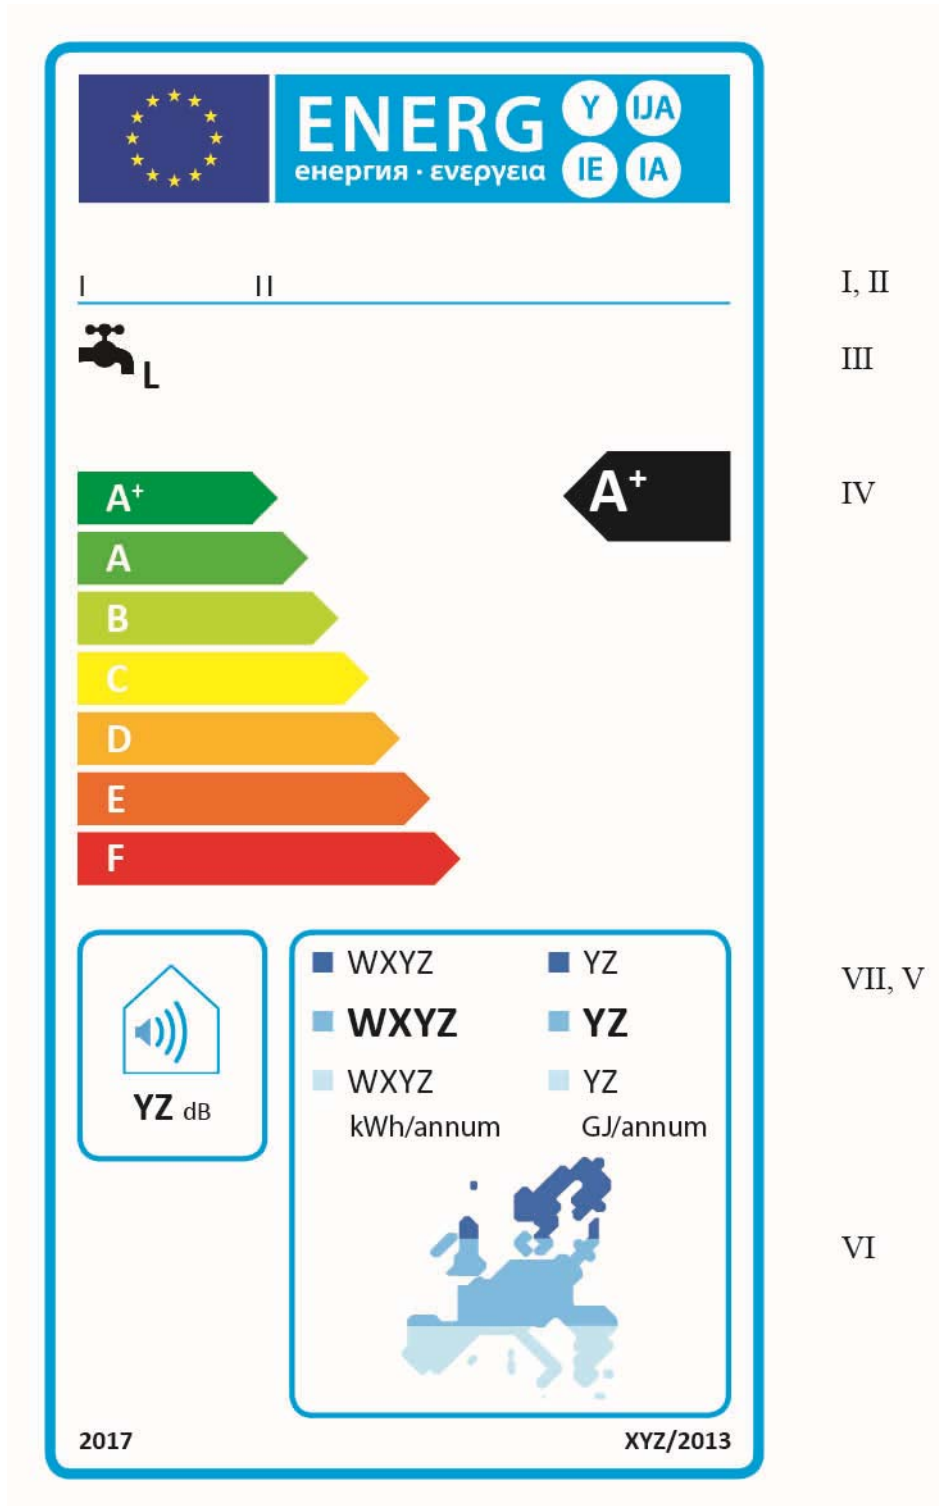 ENERG Y IJA
енергия · ενεργεια IE IA
I II I, II
L III
A+ A+ IV
A
B
C
D
E
F
WXYZ YZ VII, V
WXYZ YZ
WXYZ YZ
kWh/annum GJ/annum
YZ dB
VI
2017 XYZ/2013